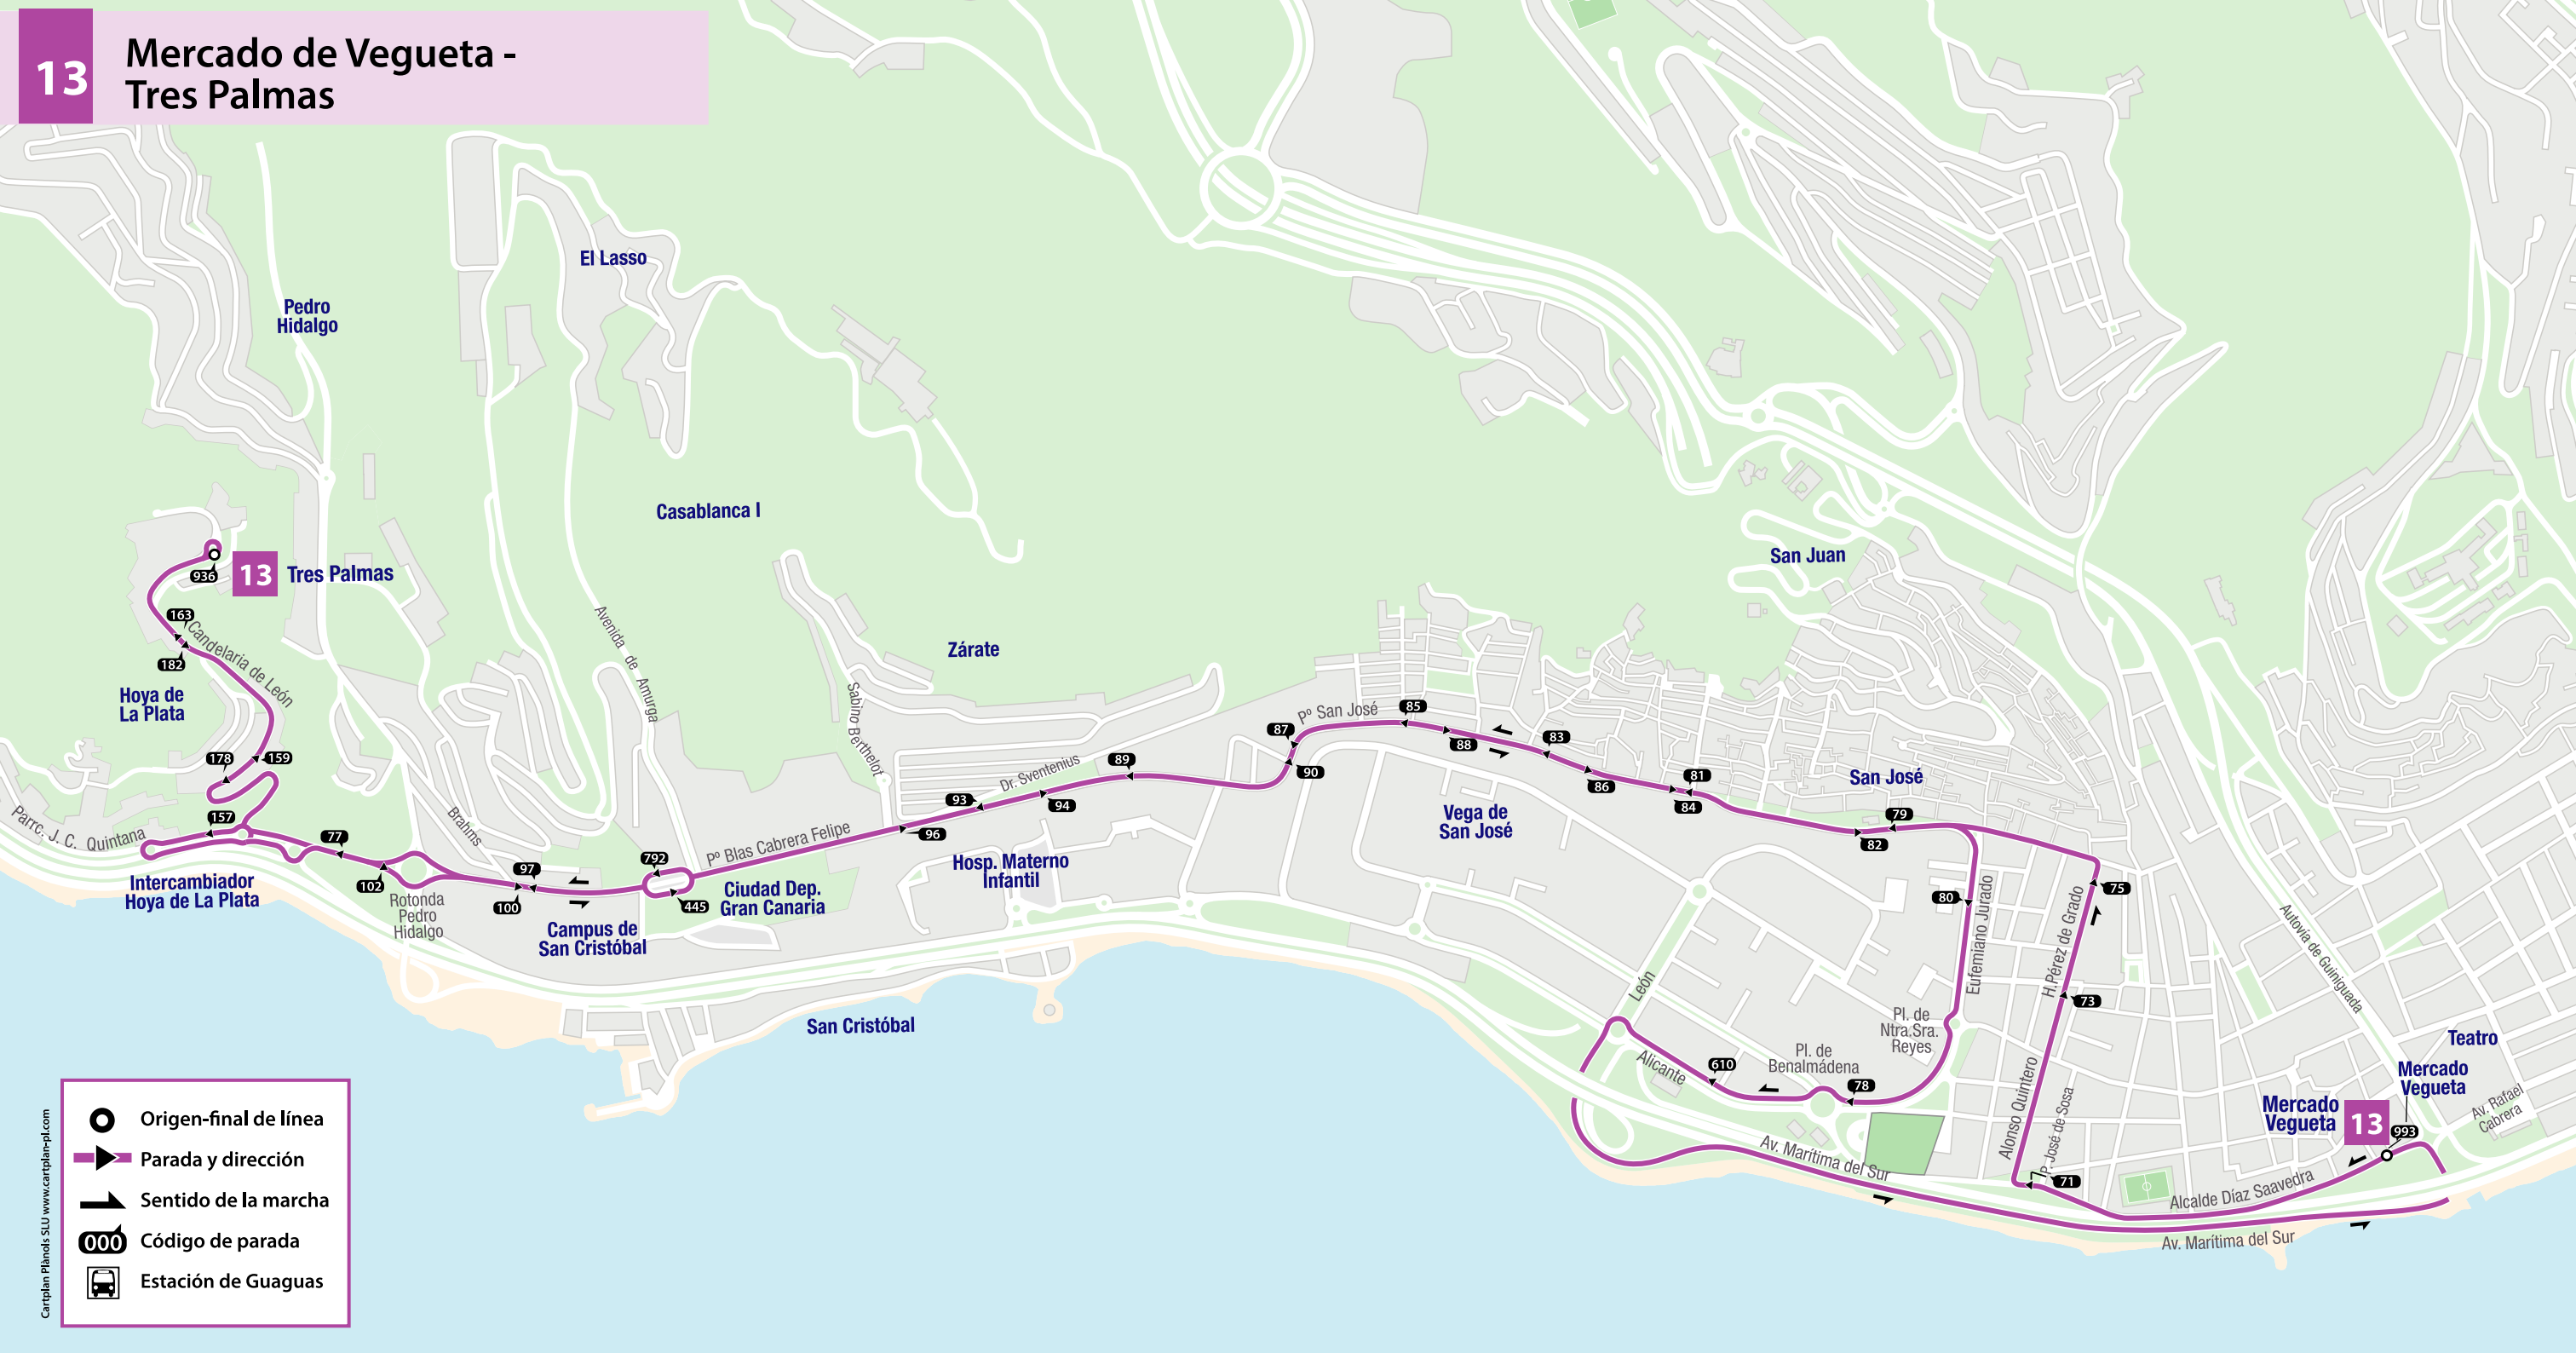 13
Mercado de Vegueta -
Tres Palmas
El Lasso
Pedro
Hidalgo
Casablanca I
San Juan
936
13
Tres Palmas
163
Candelaria de León
182
Hoya de
La Plata
Avenida de Amurga
Zárate
Sabino Berthelot
178
159
157
Parrc. J. C. Quintana
77
102
Intercambiador
Hoya de La Plata
Brahms
Rotonda
Pedro
Hidalgo
97
100
Campus de
San Cristóbal
792
445
Ciudad Dep.
Gran Canaria
Pº Blas Cabrera Felipe
Dr. Sventenius
93
96
94
89
Hosp. Materno
Infantil
San Cristóbal
87
90
Pº San José
85
88
83
86
81
84
Vega de
San José
San José
79
82
80
Eufemiano Jurado
75
H.Pérez de Grado
73
León
Alicante
610
Pl. de
Benalmádena
78
Pl. de
Ntra.Sra.
Reyes
Alonso Quintero
P. José de Sosa
71
Av. Marítima del Sur
Alcalde Díaz Saavedra
Av. Marítima del Sur
Autovia de Guiniguada
Teatro
Mercado
Vegueta
Mercado
Vegueta
13
993
Av. Rafael
Cabrera
Origen-final de línea
Parada y dirección
Sentido de la marcha
000
Código de parada
Estación de Guaguas
Cartplan Plànols SLU www.cartplan-pl.com